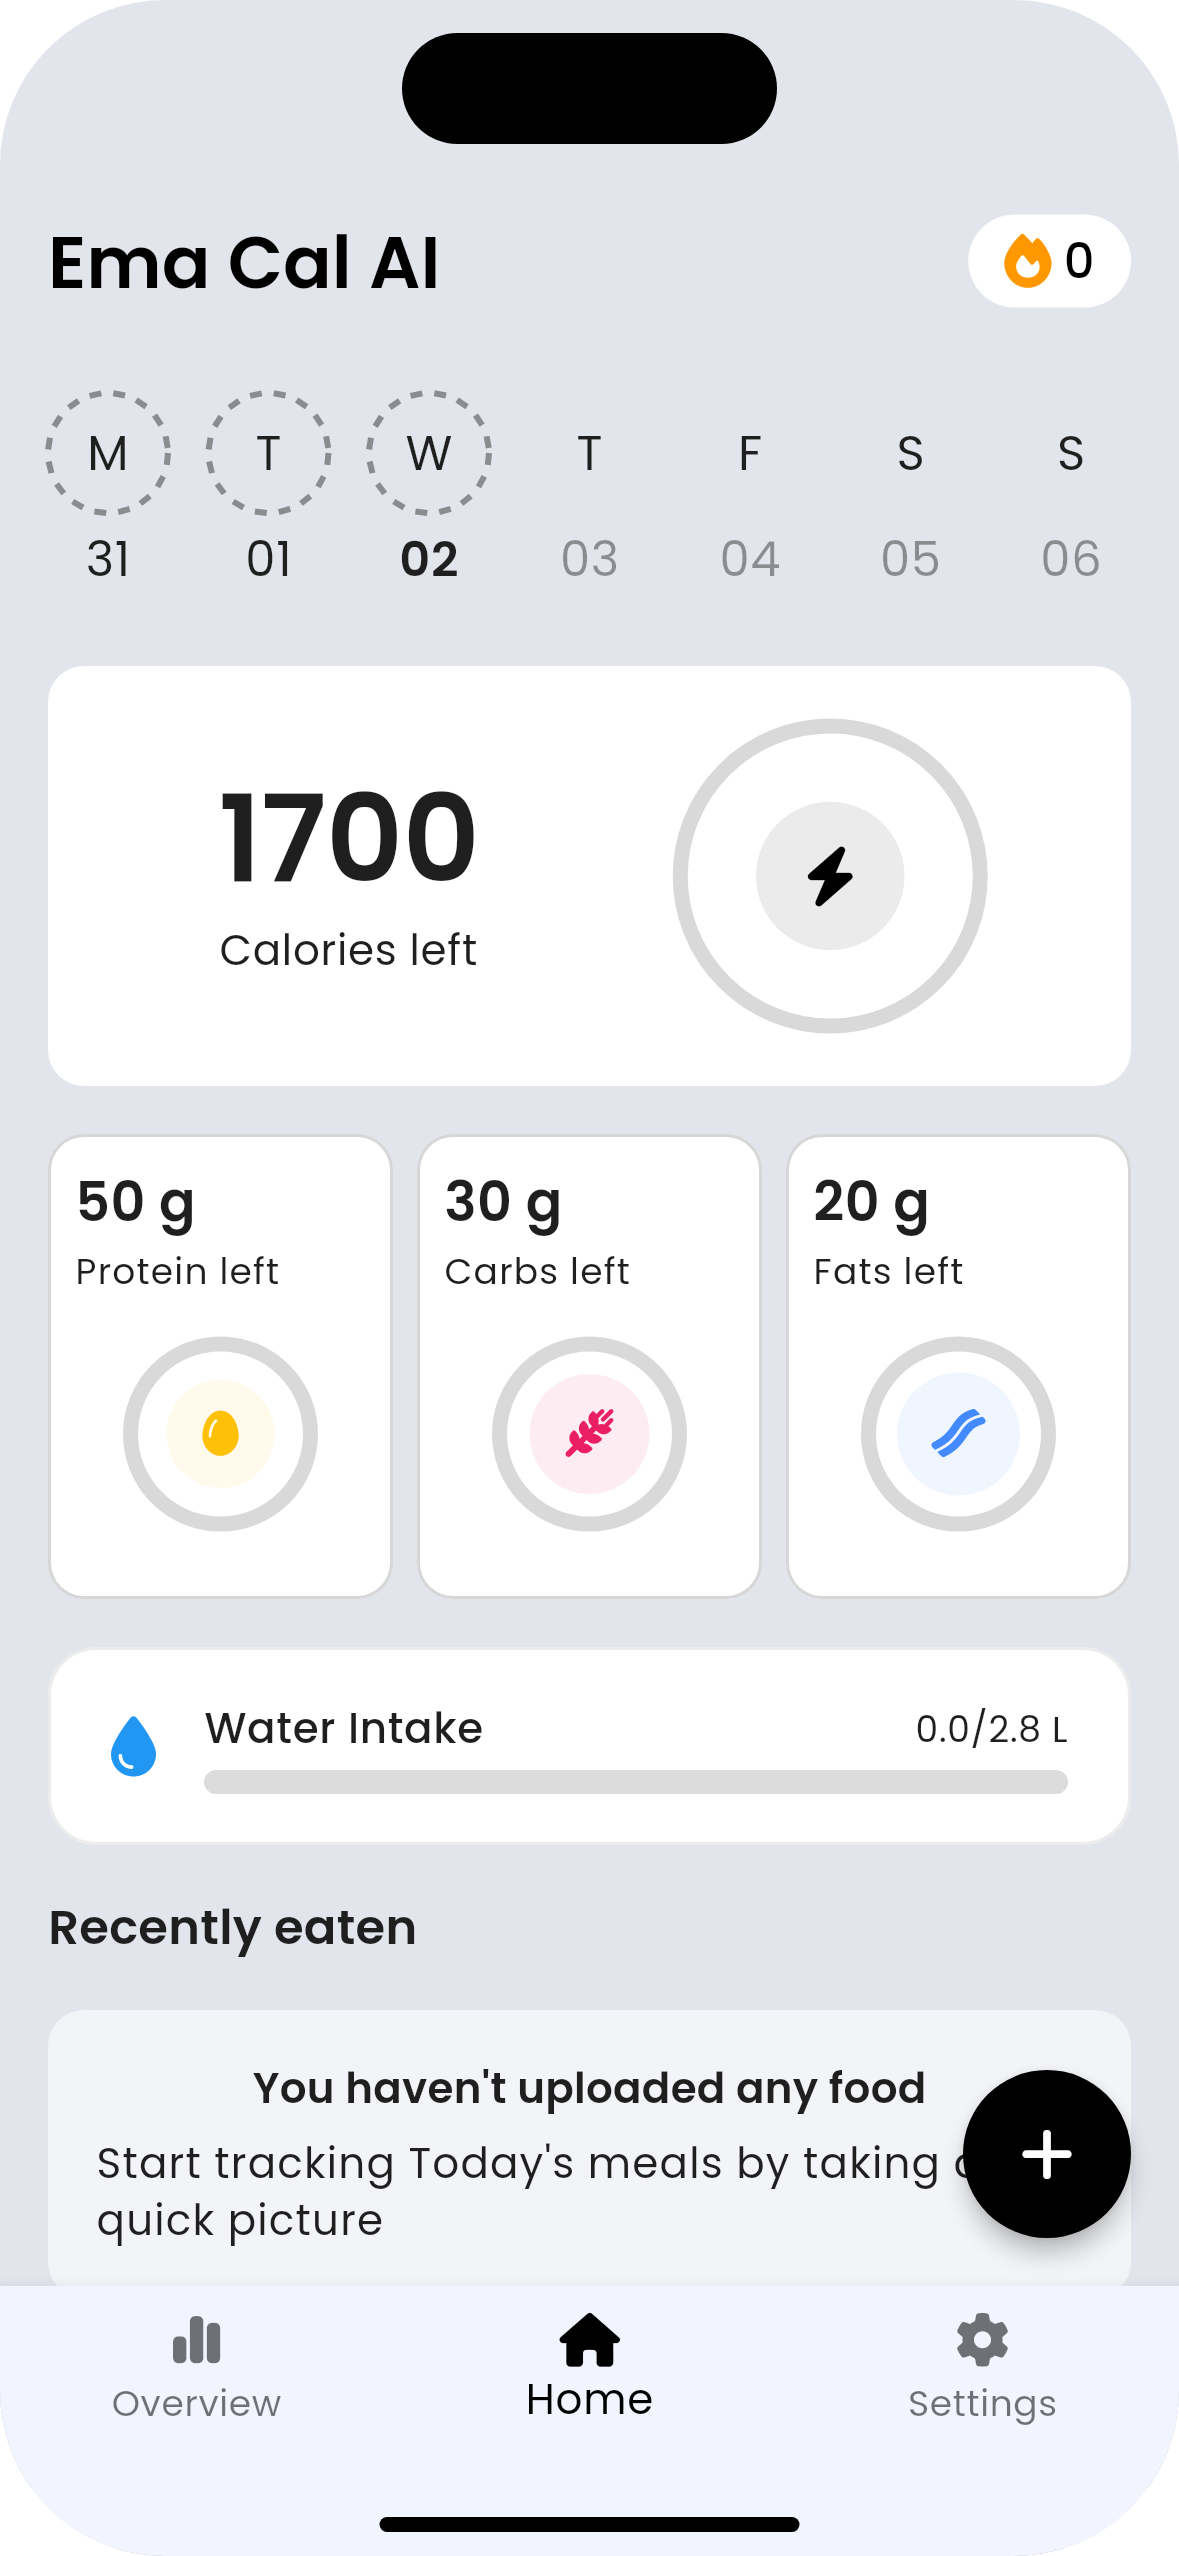 Ema Cal AI
0
M T W T F S S
31 01 02 03 04 05 06
1700
Calories left
50 g
Protein left
30 g
Carbs left
20 g
Fats left
Water Intake
0.0/2.8 L
Recently eaten
You haven't uploaded any food
Start tracking Today's meals by taking
quick picture
Overview
Home
Settings